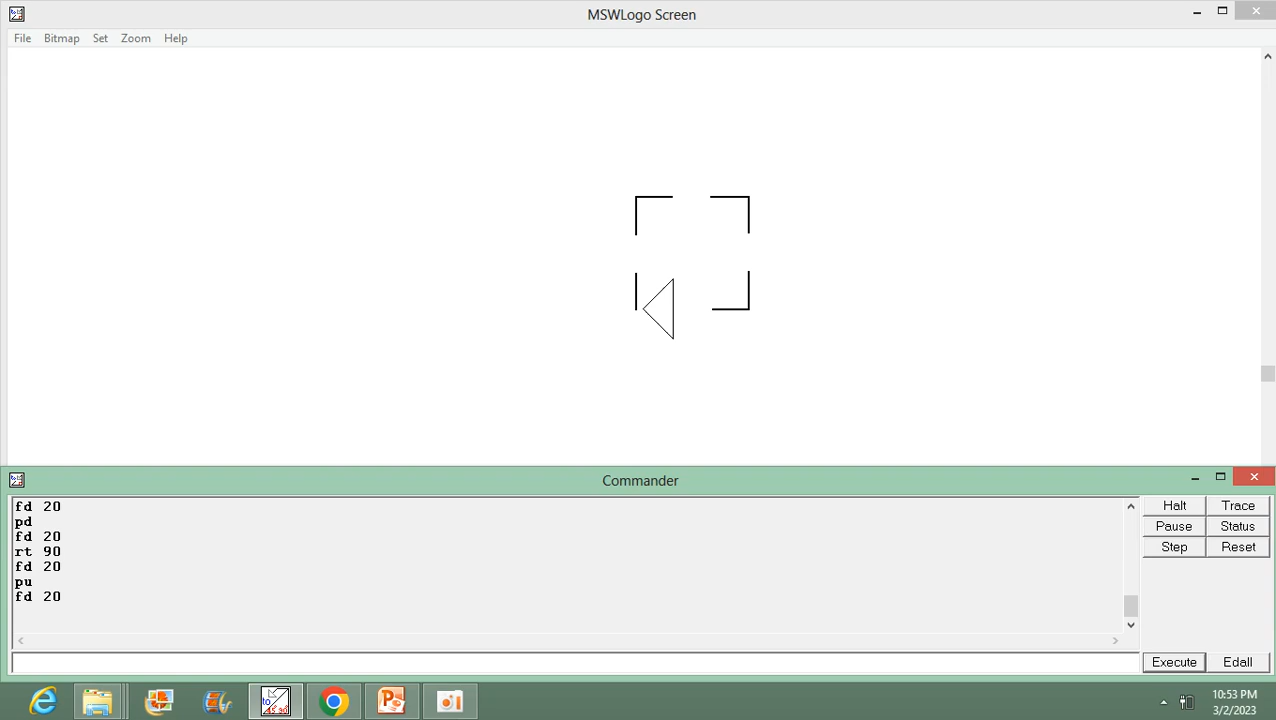 MSWLogo Screen
File Bitmap Set Zoom Help
Commander
fd 20
pd
fd 20
rt 90
fd 20
pu
fd 20
Halt Trace
Pause Status
Step Reset
Execute Edall
10:53 PM
3/2/2023